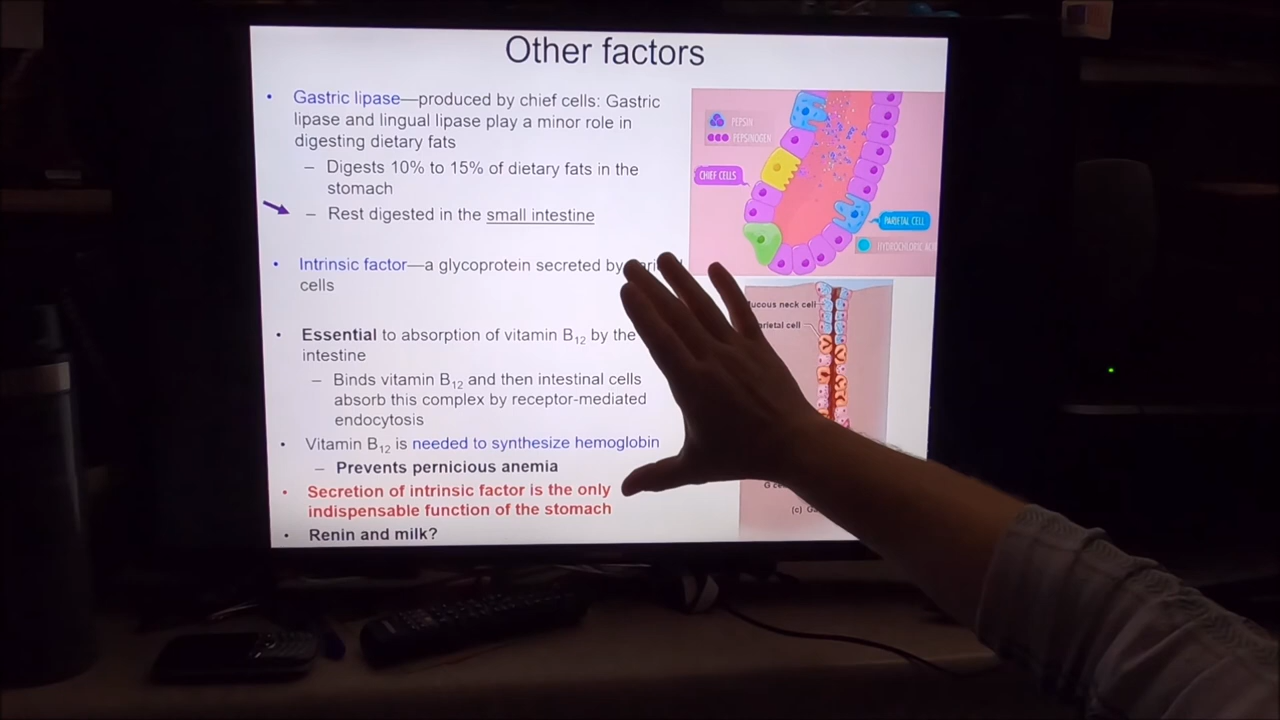 Other factors
• Gastric lipase—produced by chief cells: Gastric
lipase and lingual lipase play a minor role in
digesting dietary fats
– Digests 10% to 15% of dietary fats in the
stomach
– Rest digested in the small intestine
• Intrinsic factor—a glycoprotein secreted by
cells
• Essential to absorption of vitamin B12 by the
intestine
– Binds vitamin B12 and then intestinal cells
absorb this complex by receptor-mediated
endocytosis
• Vitamin B12 is needed to synthesize hemoglobin
– Prevents pernicious anemia
• Secretion of intrinsic factor is the only
indispensable function of the stomach
• Renin and milk?
PEPSIN
PEPSINOGEN
CHIEF CELLS
PARIETAL CELL
HYDROCHLORIC
neck cell
cell
(c)